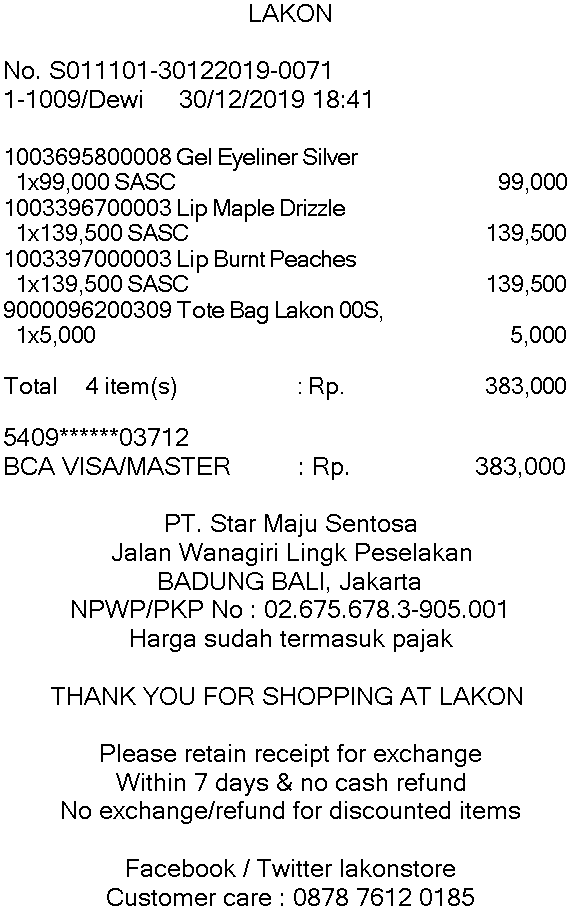 LAKON
No. S011101-30122019-0071
1-1009/Dewi 30/12/2019 18:41
1003695800008 Gel Eyeliner Silver
1x99,000 SASC 99,000
1003396700003 Lip Maple Drizzle
1x139,500 SASC 139,500
1003397000003 Lip Burnt Peaches
1x139,500 SASC 139,500
9000096200309 Tote Bag Lakon 00S,
1x5,000 5,000
Total 4 item(s) : Rp. 383,000
5409******03712
BCA VISA/MASTER : Rp. 383,000
PT. Star Maju Sentosa
Jalan Wanagiri Lingk Peselakan
BADUNG BALI, Jakarta
NPWP/PKP No : 02.675.678.3-905.001
Harga sudah termasuk pajak
THANK YOU FOR SHOPPING AT LAKON
Please retain receipt for exchange
Within 7 days & no cash refund
No exchange/refund for discounted items
Facebook / Twitter lakonstore
Customer care : 0878 7612 0185